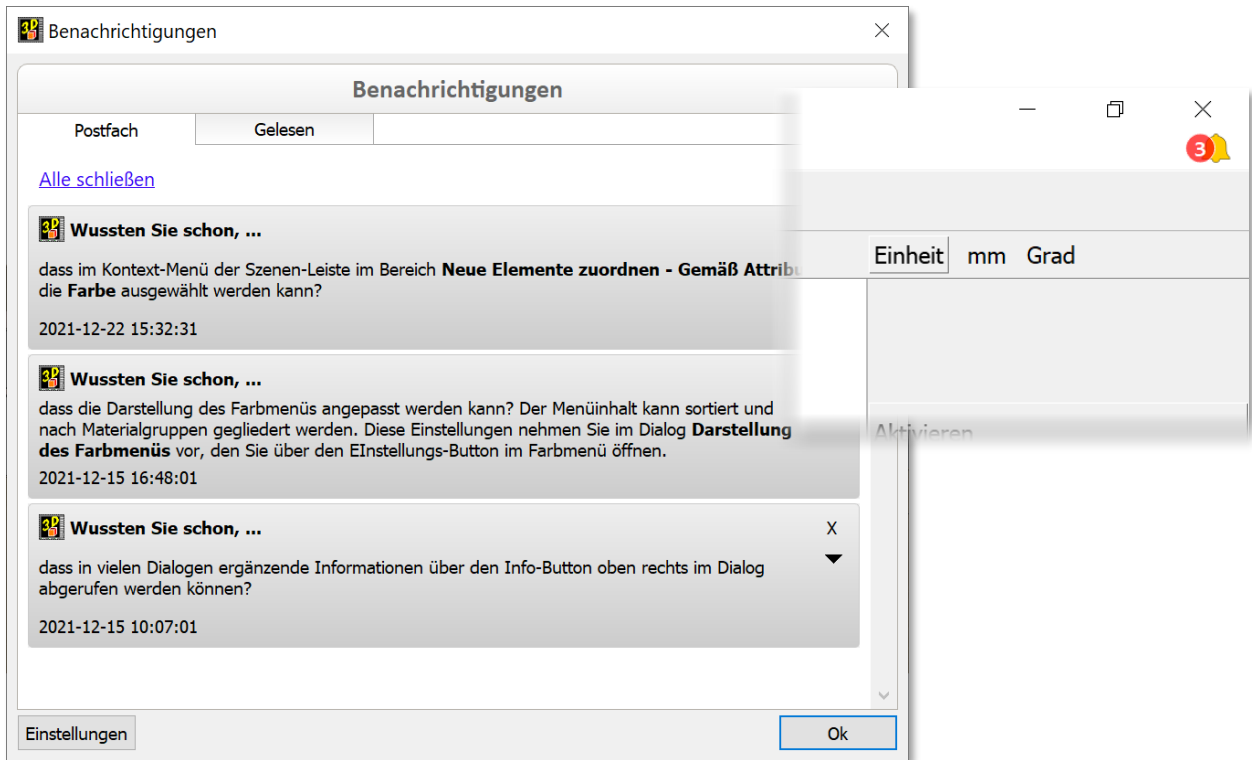 Benachrichtigungen
Benachrichtigungen
Postfach
Gelesen
Alle schließen
Wussten Sie schon, ...
dass im Kontext-Menü der Szenen-Leiste im Bereich Neue Elemente zuordnen - Gemäß
die Farbe ausgewählt werden kann?
2021-12-22 15:32:31
Wussten Sie schon, ...
dass die Darstellung des Farbmenüs angepasst werden kann? Der Menüinhalt kann sortiert und
nach Materialgruppen gegliedert werden. Diese Einstellungen nehmen Sie im Dialog Darstellung
des Farbmenüs vor, den Sie über den EInstellungs-Button im Farbmenü öffnen.
2021-12-15 16:48:01
Wussten Sie schon, ...
X
dass in vielen Dialogen ergänzende Informationen über den Info-Button oben rechts im Dialog
abgerufen werden können?
2021-12-15 10:07:01
Einstellungen
Ok
3
Einheit mm Grad
Aktivieren